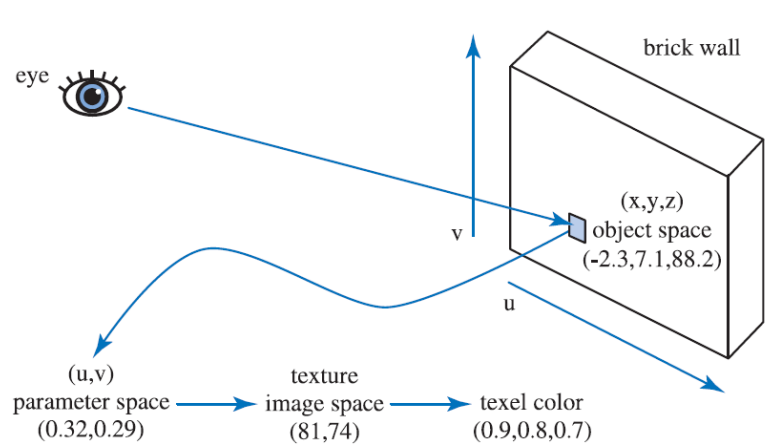 brick wall
eye
(x,y,z)
object space
(-2.3,7.1,88.2)
v
u
(u,v)
parameter space
(0.32,0.29)
texture
image space
(81,74)
texel color
(0.9,0.8,0.7)